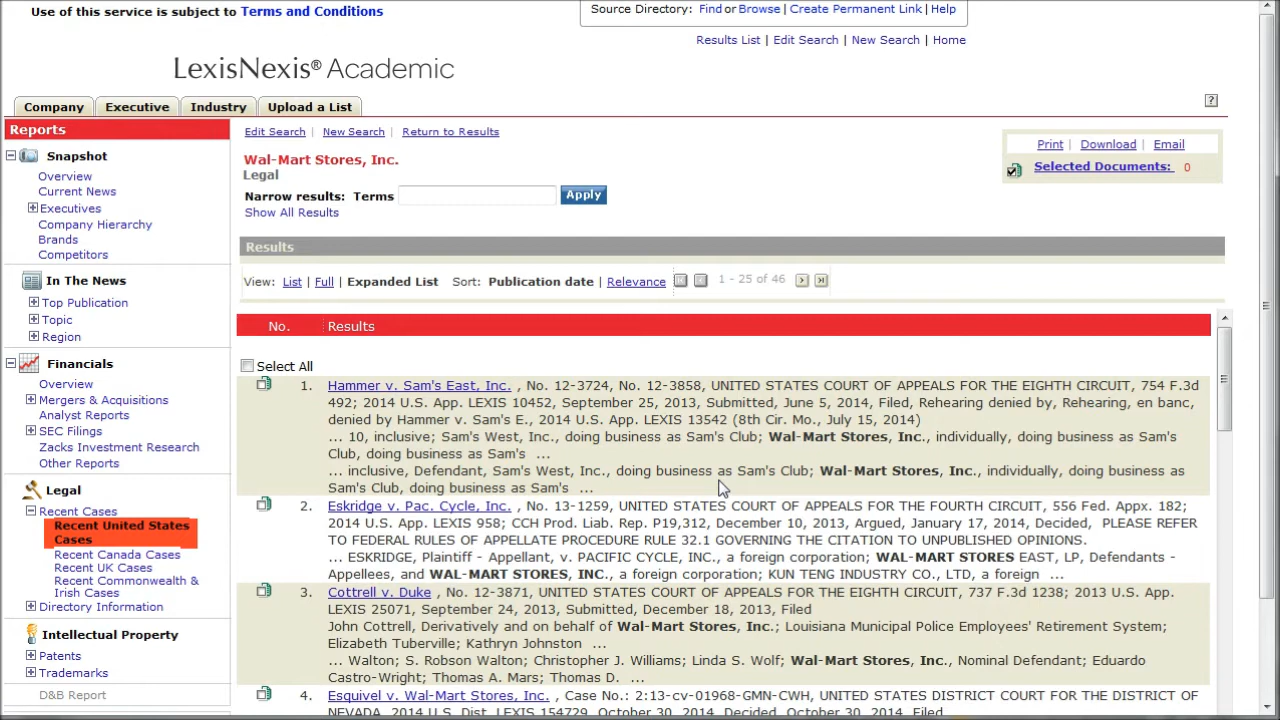 Use of this service is subject to Terms and Conditions
Source Directory: Find or Browse | Create Permanent Link | Help
Results List | Edit Search | New Search | Home
LexisNexis® Academic
Company
Executive
Industry
Upload a List
?
Reports
Snapshot
Overview
Current News
Executives
Company Hierarchy
Brands
Competitors
In The News
Top Publication
Topic
Region
Financials
Overview
Mergers & Acquisitions
Analyst Reports
SEC Filings
Zacks Investment Research
Other Reports
Legal
Recent Cases
Recent United States
Cases
Recent Canada Cases
Recent UK Cases
Recent Commonwealth &
Irish Cases
Directory Information
Intellectual Property
Patents
Trademarks
D&B Report
Edit Search | New Search | Return to Results
Print | Download | Email
Selected Documents: 0
Wal-Mart Stores, Inc.
Legal
Narrow results: Terms Apply
Show All Results
Results
View: List | Full | Expanded List Sort: Publication date | Relevance 1 - 25 of 46
No. Results
Select All
1. Hammer v. Sam's East, Inc. , No. 12-3724, No. 12-3858, UNITED STATES COURT OF APPEALS FOR THE EIGHTH CIRCUIT, 754 F.3d
492; 2014 U.S. App. LEXIS 10452, September 25, 2013, Submitted, June 5, 2014, Filed, Rehearing denied by, Rehearing, en banc,
denied by Hammer v. Sam's E., 2014 U.S. App. LEXIS 13542 (8th Cir. Mo., July 15, 2014)
... 10, inclusive; Sam's West, Inc., doing business as Sam's Club; Wal-Mart Stores, Inc., individually, doing business as Sam's
Club, doing business as Sam's ...
... inclusive, Defendant, Sam's West, Inc., doing business as Sam's Club; Wal-Mart Stores, Inc., individually, doing business as
Sam's Club, doing business as Sam's ...
2. Eskridge v. Pac. Cycle, Inc. , No. 13-1259, UNITED STATES COURT OF APPEALS FOR THE FOURTH CIRCUIT, 556 Fed. Appx. 182;
2014 U.S. App. LEXIS 958; CCH Prod. Liab. Rep. P19,312, December 10, 2013, Argued, January 17, 2014, Decided, PLEASE REFER
TO FEDERAL RULES OF APPELLATE PROCEDURE RULE 32.1 GOVERNING THE CITATION TO UNPUBLISHED OPINIONS.
... ESKRIDGE, Plaintiff - Appellant, v. PACIFIC CYCLE, INC., a foreign corporation; WAL-MART STORES EAST, LP, Defendants -
Appellees, and WAL-MART STORES, INC., a foreign corporation; KUN TENG INDUSTRY CO., LTD, a foreign ...
3. Cottrell v. Duke , No. 12-3871, UNITED STATES COURT OF APPEALS FOR THE EIGHTH CIRCUIT, 737 F.3d 1238; 2013 U.S. App.
LEXIS 25071, September 24, 2013, Submitted, December 18, 2013, Filed
John Cottrell, Derivatively and on behalf of Wal-Mart Stores, Inc.; Louisiana Municipal Police Employees' Retirement System;
Elizabeth Tuberville; Kathryn Johnston ...
... Walton; S. Robson Walton; Christopher J. Williams; Linda S. Wolf; Wal-Mart Stores, Inc., Nominal Defendant; Eduardo
Castro-Wright; Thomas A. Mars; Thomas D. ...
4. Esquivel v. Wal-Mart Stores, Inc. , Case No.: 2:13-cv-01968-GMN-CWH, UNITED STATES DISTRICT COURT FOR THE DISTRICT OF
NEVADA, 2014 U.S. Dist. LEXIS 154729, October 30, 2014, Decided, October 30, 2014, Filed